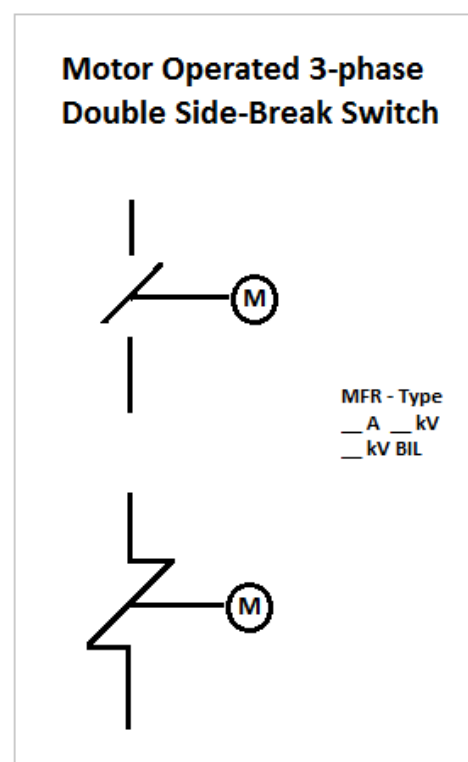 Motor Operated 3-phase
Double Side-Break Switch
M
MFR - Type
__ A __ kV
__ kV BIL
M